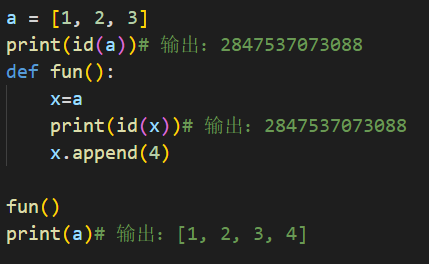 a = [1, 2, 3]
print(id(a))# 输出：2847537073088
def fun():
    x=a
    print(id(x))# 输出：2847537073088
    x.append(4)
fun()
print(a)# 输出：[1, 2, 3, 4]